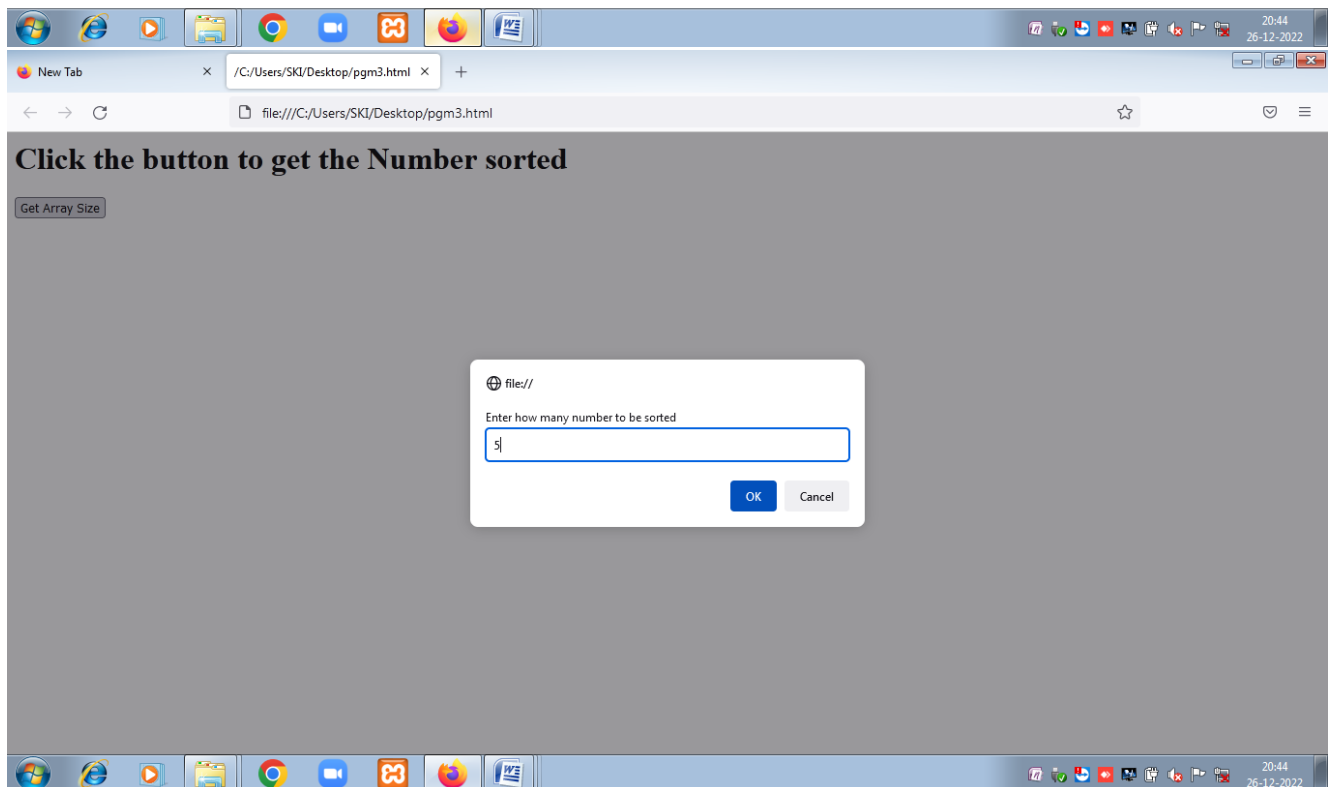 20:44
26-12-2022
New Tab
/C:/Users/SKI/Desktop/pgm3.html
file:///C:/Users/SKI/Desktop/pgm3.html
Click the button to get the Number sorted
Get Array Size
file://
Enter how many number to be sorted
5
OK Cancel
20:44
26-12-2022